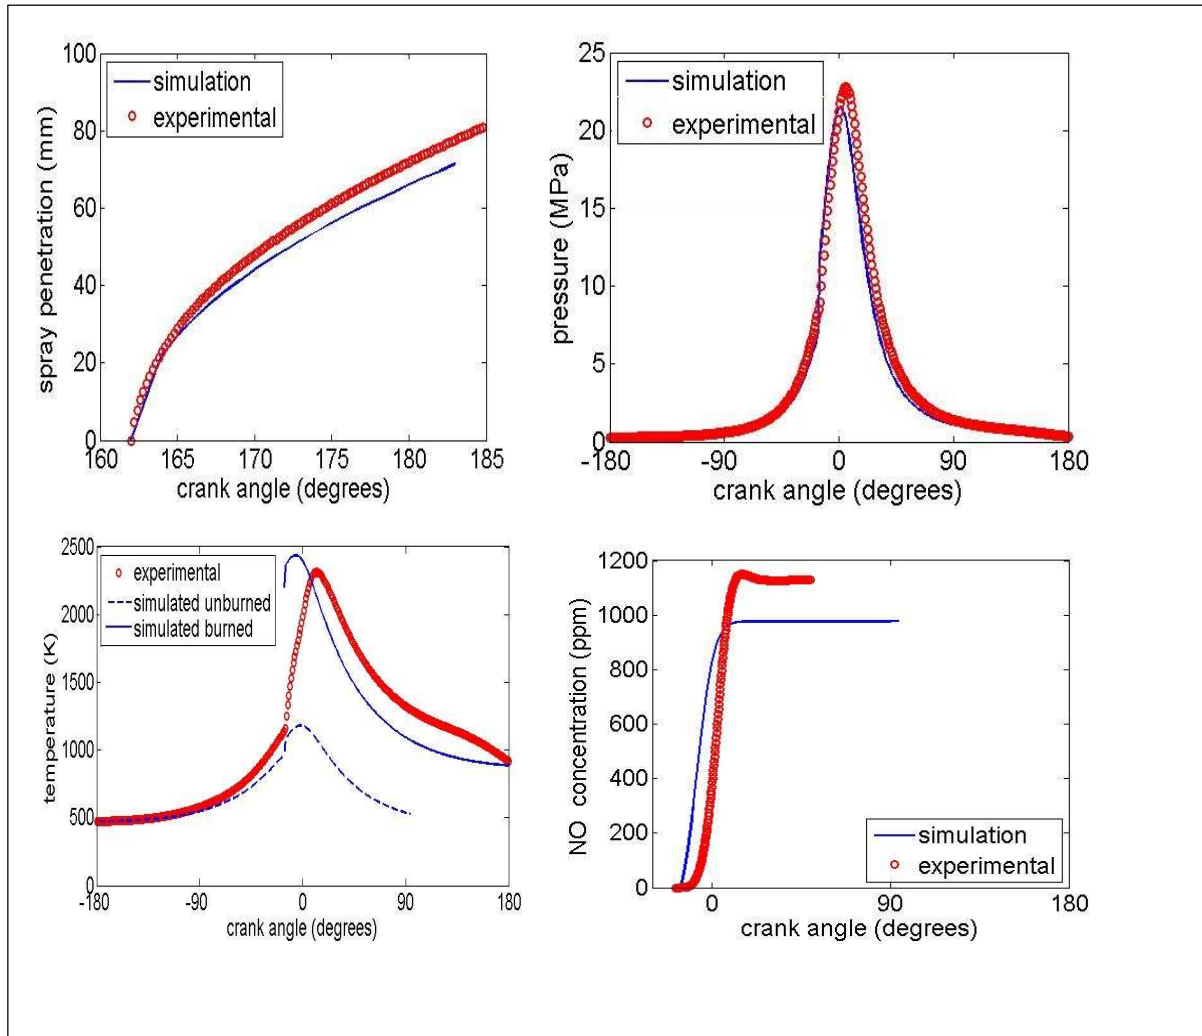 100
80
60
40
20
0
spray penetration (mm)
simulation
experimental
160 165 170 175 180 185
crank angle (degrees)
25
20
15
10
5
0
pressure (MPa)
simulation
experimental
-180 -90 0 90 180
crank angle (degrees)
2500
2000
1500
1000
500
0
temperature (K)
experimental
simulated unburned
simulated burned
-180 -90 0 90 180
crank angle (degrees)
1200
1000
800
600
400
200
0
NO concentration (ppm)
simulation
experimental
0 90 180
crank angle (degrees)